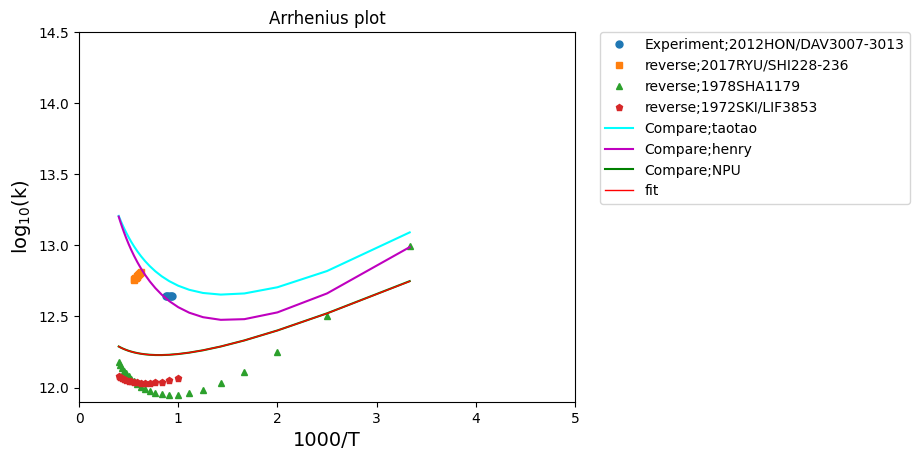 Arrhenius plot
14.5
14.0
13.5
13.0
12.5
12.0
log10(k)
0 1 2 3 4 5
1000/T
Experiment;2012HON/DAV3007-3013
reverse;2017RYU/SHI228-236
reverse;1978SHA1179
reverse;1972SKI/LIF3853
Compare;taotao
Compare;henry
Compare;NPU
fit